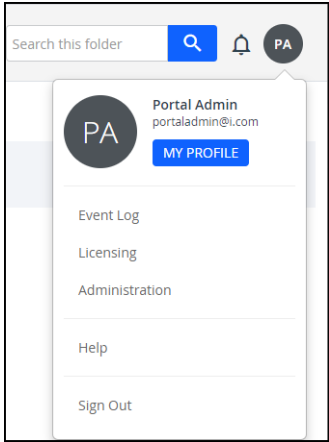 Search this folder
PA
PA
Portal Admin
portaladmin@i.com
MY PROFILE
Event Log
Licensing
Administration
Help
Sign Out